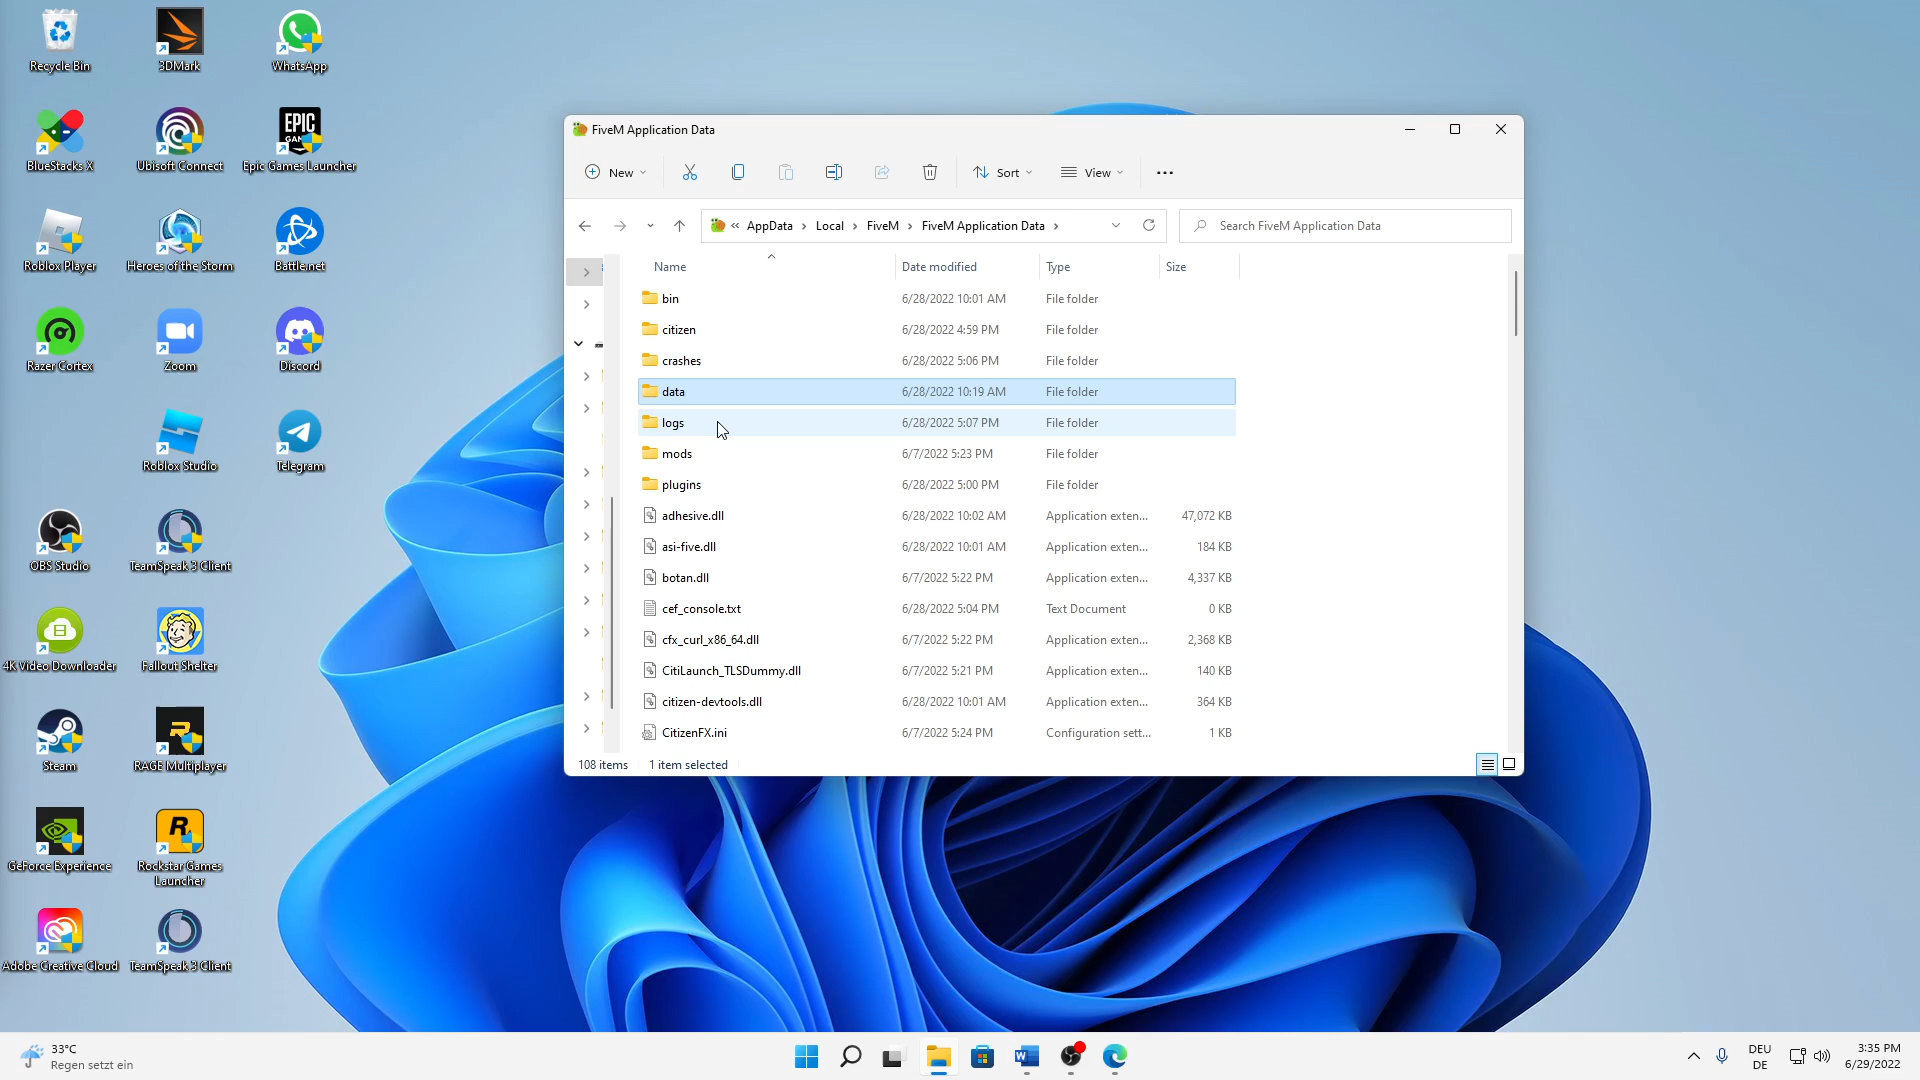 Recycle Bin
3DMark
WhatsApp
BlueStacks X
Ubisoft Connect
Epic Games Launcher
EPIC
GAMES
Roblox Player
Heroes of the Storm
Battle.net
Razer Cortex
Zoom
Discord
Roblox Studio
Telegram
OBS Studio
TeamSpeak 3 Client
4K Video Downloader
Fallout Shelter
Steam
RAGE Multiplayer
GeForce Experience
Rockstar Games
Launcher
Adobe Creative Cloud
TeamSpeak 3 Client
FiveM Application Data
New
Sort
View
« AppData > Local > FiveM > FiveM Application Data >
Search FiveM Application Data
Name Date modified Type Size
bin 6/28/2022 10:01 AM File folder
citizen 6/28/2022 4:59 PM File folder
crashes 6/28/2022 5:06 PM File folder
data 6/28/2022 10:19 AM File folder
logs 6/28/2022 5:07 PM File folder
mods 6/7/2022 5:23 PM File folder
plugins 6/28/2022 5:00 PM File folder
adhesive.dll 6/28/2022 10:02 AM Application exten... 47,072 KB
asi-five.dll 6/28/2022 10:01 AM Application exten... 184 KB
botan.dll 6/7/2022 5:22 PM Application exten... 4,337 KB
cef_console.txt 6/28/2022 5:04 PM Text Document 0 KB
cfx_curl_x86_64.dll 6/7/2022 5:22 PM Application exten... 2,368 KB
CitiLaunch_TLSDummy.dll 6/7/2022 5:21 PM Application exten... 140 KB
citizen-devtools.dll 6/28/2022 10:01 AM Application exten... 364 KB
CitizenFX.ini 6/7/2022 5:24 PM Configuration sett... 1 KB
108 items 1 item selected
33°C
Regen setzt ein
DEU
DE
3:35 PM
6/29/2022